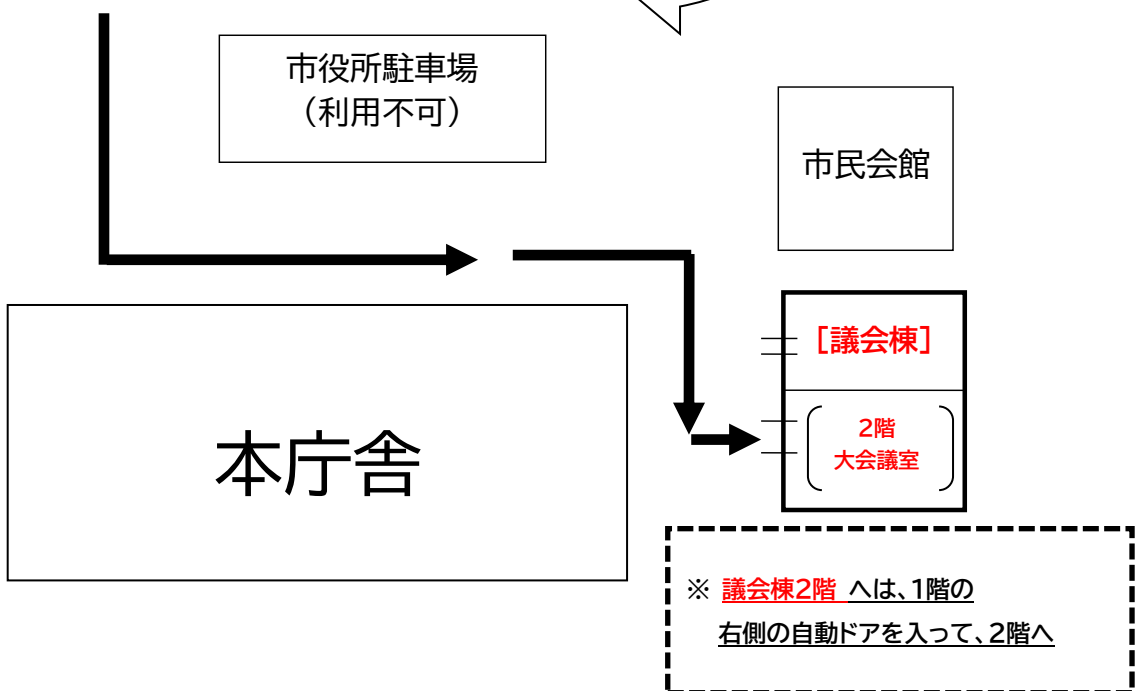 市役所駐車場
（利用不可）
市民会館
［議会棟］
2階
大会議室
本庁舎
※ 議会棟2階 へは、1階の
右側の自動ドアを入って、2階へ